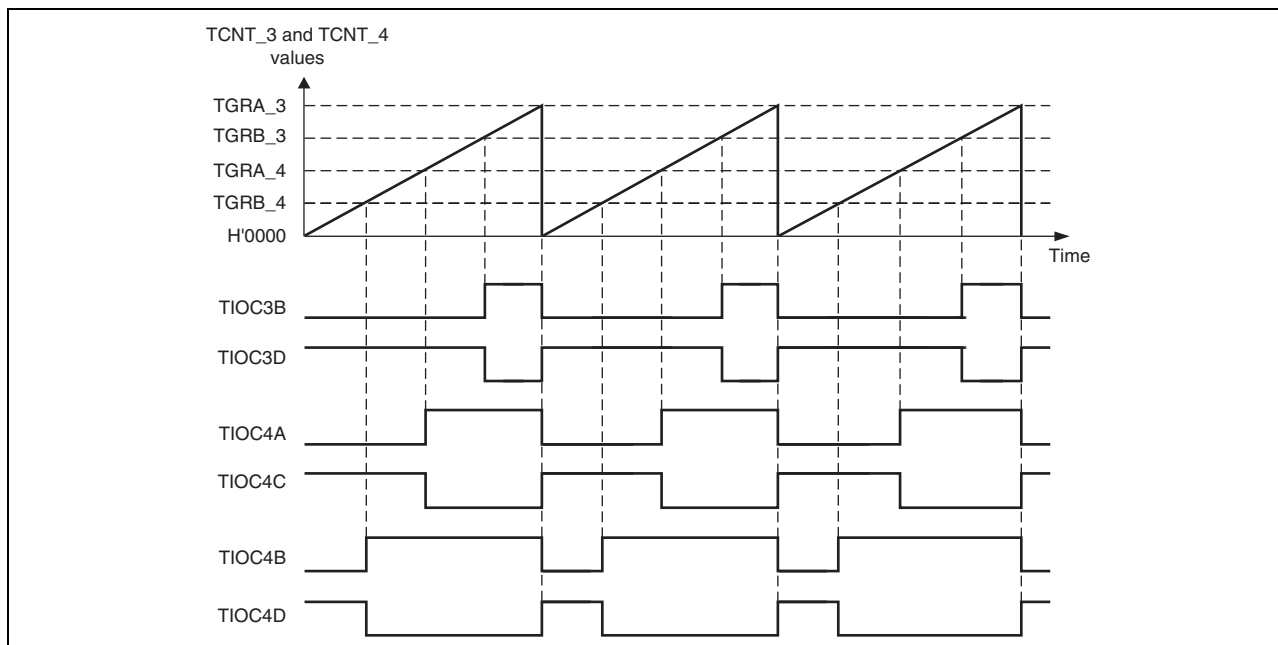 TCNT_3 and TCNT_4
values
TGRA_3
TGRB_3
TGRA_4
TGRB_4
H'0000
Time
TIOC3B
TIOC3D
TIOC4A
TIOC4C
TIOC4B
TIOC4D